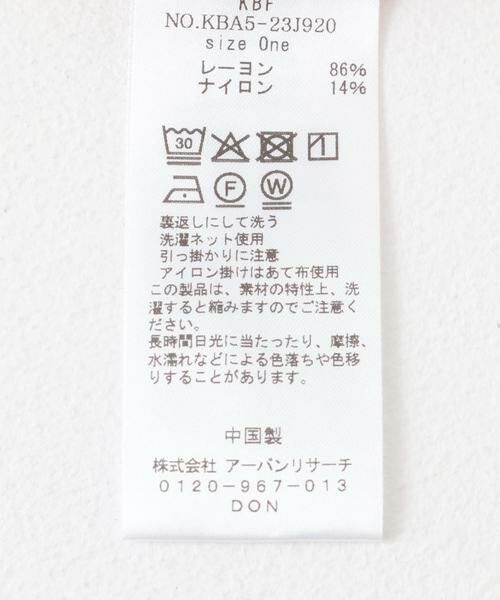 KBF
NO.KBA5-23J920
size One
レーヨン 86%
ナイロン 14%
30
F W
裏返しにして洗う
洗濯ネット使用
引っ掛かりに注意
アイロン掛けはあて布使用
この製品は、素材の特性上、洗
濯すると縮みますのでご注意く
ださい。
長時間日光に当たったり、摩擦、
水濡れなどによる色落ちや色移
りすることがあります。
中国製
株式会社 アーバンリサーチ
0120-967-013
DON